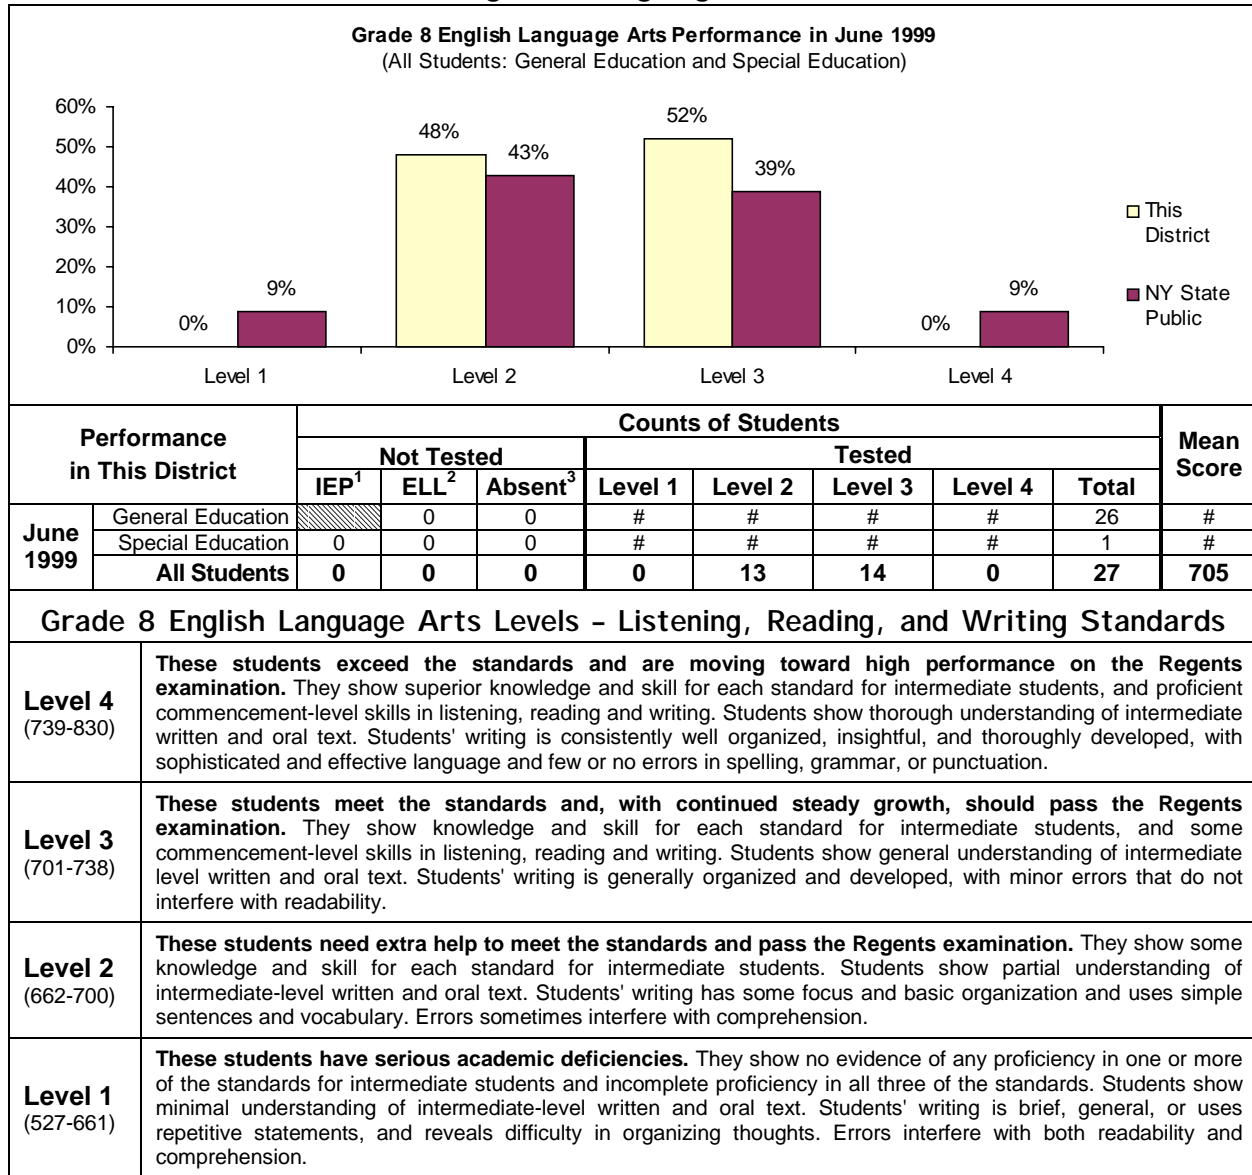 Grade 8 English Language Arts Performance in June 1999
(All Students: General Education and Special Education)
60%
50%
40%
30%
20%
10%
0%
0%
9%
48%
43%
52%
39%
0%
9%
Level 1
Level 2
Level 3
Level 4
This
District
NY State
Public
Performance
in This District
Counts of Students
Mean
Score
Not Tested
Tested
IEP1 ELL2 Absent3 Level 1 Level 2 Level 3 Level 4 Total
June
1999
General Education 0 0 # # # # 26 #
Special Education 0 0 0 # # # # 1 #
All Students 0 0 0 0 13 14 0 27 705
Grade 8 English Language Arts Levels – Listening, Reading, and Writing Standards
Level 4
(739-830)
These students exceed the standards and are moving toward high performance on the Regents
examination. They show superior knowledge and skill for each standard for intermediate students, and proficient
commencement-level skills in listening, reading and writing. Students show thorough understanding of intermediate
written and oral text. Students' writing is consistently well organized, insightful, and thoroughly developed, with
sophisticated and effective language and few or no errors in spelling, grammar, or punctuation.
Level 3
(701-738)
These students meet the standards and, with continued steady growth, should pass the Regents
examination. They show knowledge and skill for each standard for intermediate students, and some
commencement-level skills in listening, reading and writing. Students show general understanding of intermediate
level written and oral text. Students' writing is generally organized and developed, with minor errors that do not
interfere with readability.
Level 2
(662-700)
These students need extra help to meet the standards and pass the Regents examination. They show some
knowledge and skill for each standard for intermediate students. Students show partial understanding of
intermediate-level written and oral text. Students' writing has some focus and basic organization and uses simple
sentences and vocabulary. Errors sometimes interfere with comprehension.
Level 1
(527-661)
These students have serious academic deficiencies. They show no evidence of any proficiency in one or more
of the standards for intermediate students and incomplete proficiency in all three of the standards. Students show
minimal understanding of intermediate-level written and oral text. Students' writing is brief, general, or uses
repetitive statements, and reveals difficulty in organizing thoughts. Errors interfere with both readability and
comprehension.